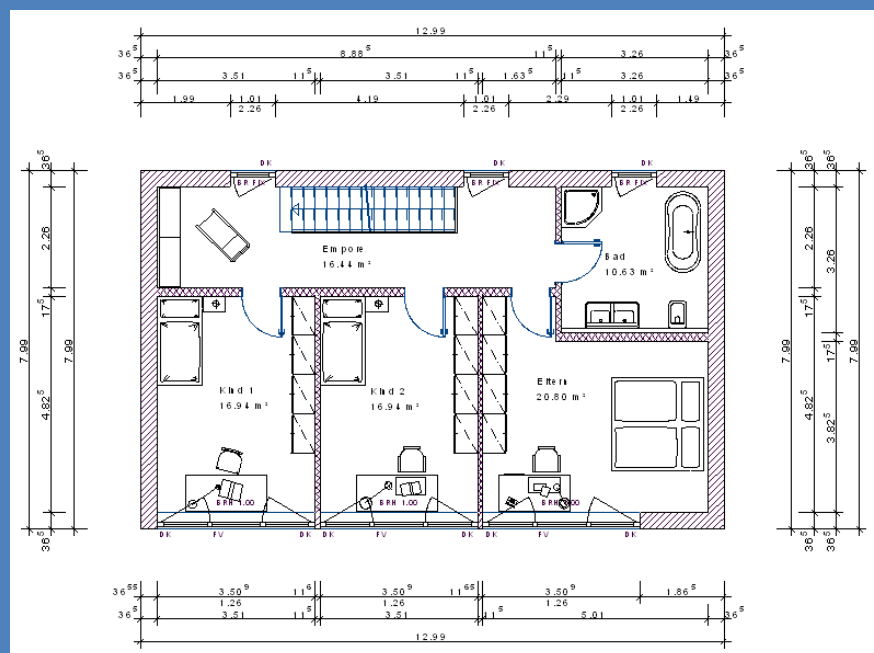 12.99
36⁵ 8.88⁵ 11⁵ 3.26 36⁵
36⁵ 3.51 11⁵ 3.51 11⁵ 1.63⁵ 11⁵ 3.26 36⁵
1.99 1.01 4.19 1.01 2.29 1.01 1.49
2.26 2.26 2.26
DK DK DK
BR FIX BR FIX BR FIX
Empore
16.44 m²
Bad
10.63 m²
Kind 1
16.94 m²
Kind 2
16.94 m²
Eltern
20.80 m²
BRH 1.00 BRH 1.00 BRH 1.00
DK FV DK DK FV DK DK FV DK
7.99
36⁵ 2.26 17⁵ 4.82⁵ 36⁵
7.99
7.99
36⁵ 2.26 17⁵ 4.82⁵ 36⁵
36⁵ 3.26 17⁵ 3.82⁵ 36⁵
7.99
36⁵⁵ 3.50⁹ 11⁶ 3.50⁹ 11⁶⁵ 3.50⁹ 1.86⁵
1.26 1.26 1.26
36⁵ 3.51 11⁵ 3.51 11⁵ 5.01 36⁵
12.99